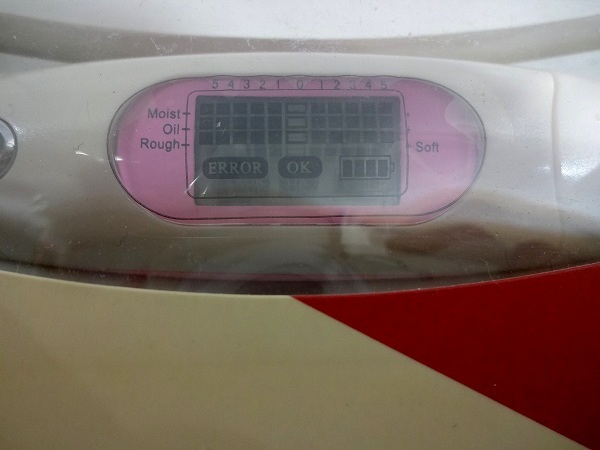 5 4 3 2 1 0 1 2 3 4 5
Moist
Oil
Rough Soft
ERROR OK